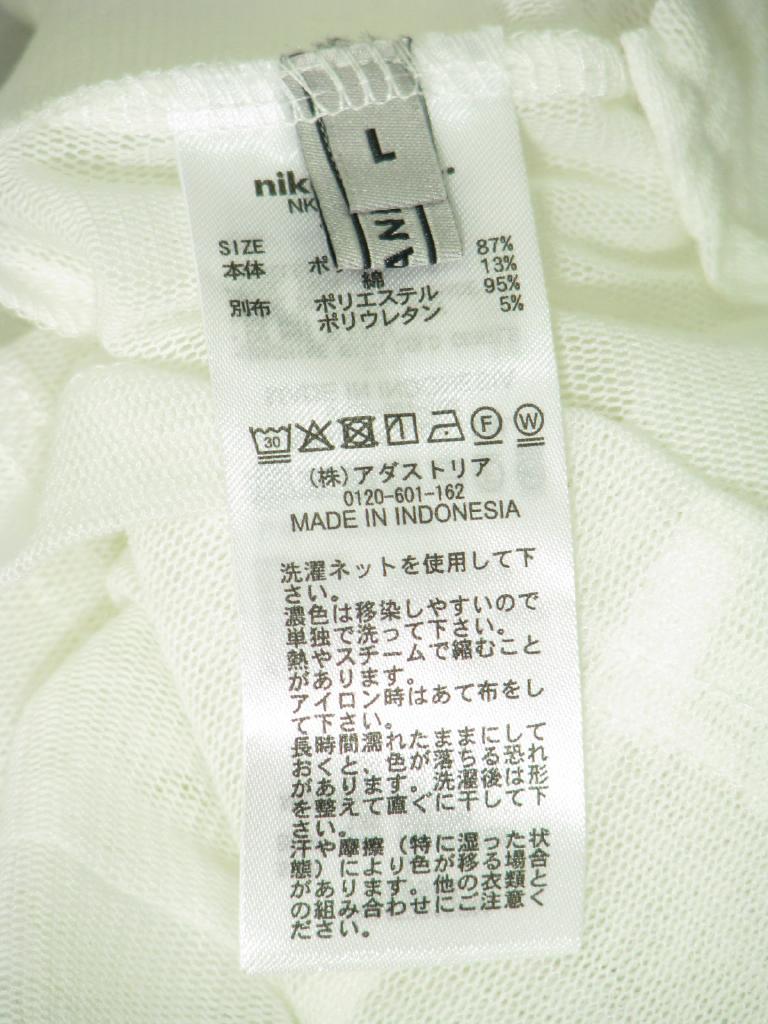 L
nik
NK
ANI
SIZE
本体 ポ 87%
綿 13%
別布 ポリエステル 95%
ポリウレタン 5%
30 F W
(株)アダストリア
0120-601-162
MADE IN INDONESIA
洗濯ネットを使用して下
さい。
濃色は移染しやすいので
単独で洗って下さい。
熱やスチームで縮むこと
があります。
アイロン時はあて布をし
て下さい。
長時間濡れたままにして
おくと、色が落ちる恐れ
があります。洗濯後は形
を整えて直ぐに干して下
さい。
汗や摩擦(特に湿った状
態)により色が移る場合
があります。他の衣類と
の組み合わせにご注意く
ださい。